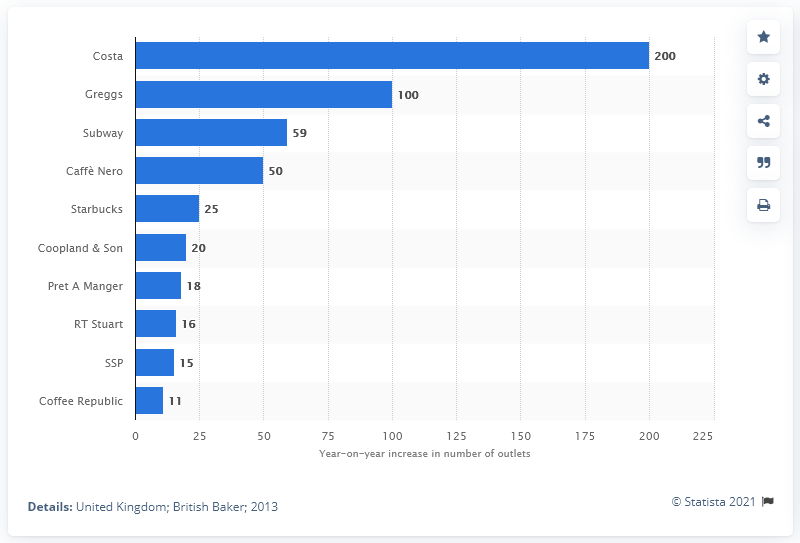 Costa 200
Greggs 100
Subway 59
Caffè Nero 50
Starbucks 25
Coopland & Son 20
Pret A Manger 18
RT Stuart 16
SSP 15
Coffee Republic 11
0 25 50 75 100 125 150 175 200 225
Year-on-year increase in number of outlets
Details: United Kingdom; British Baker; 2013
© Statista 2021